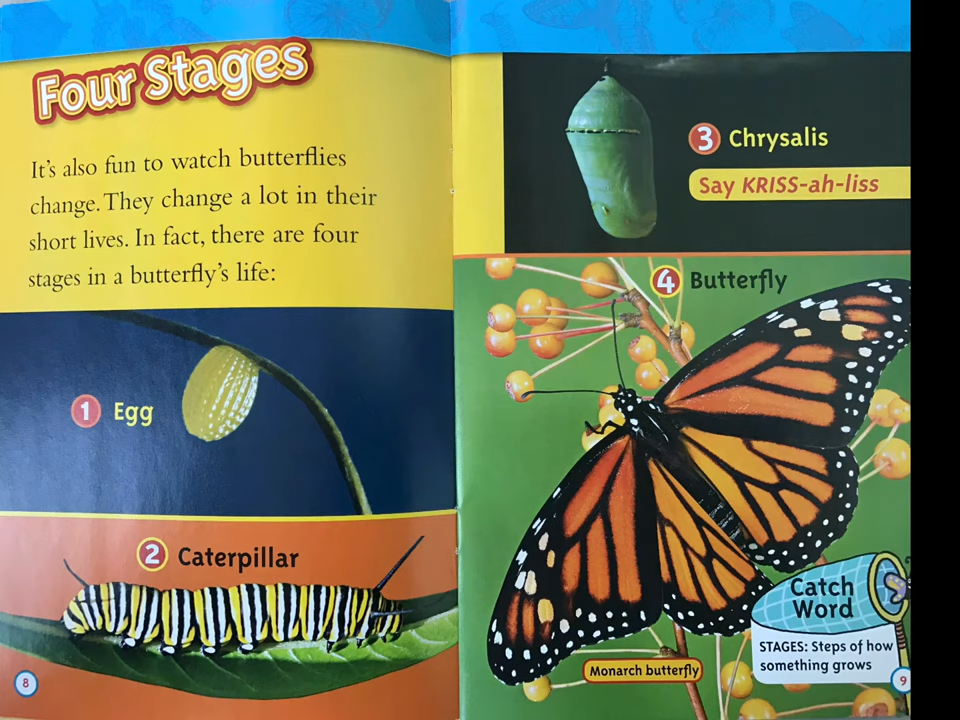 Four Stages
It's also fun to watch butterflies
change. They change a lot in their
short lives. In fact, there are four
stages in a butterfly's life:
1 Egg
2 Caterpillar
8
3 Chrysalis
Say KRISS-ah-liss
4 Butterfly
Monarch butterfly
Catch
Word
STAGES: Steps of how
something grows
9